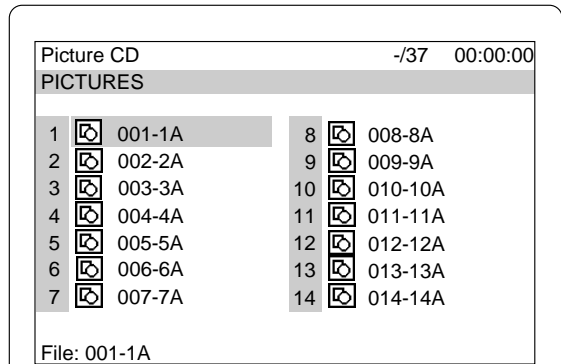 Picture CD -/37 00:00:00
PICTURES
1 001-1A
2 002-2A
3 003-3A
4 004-4A
5 005-5A
6 006-6A
7 007-7A
8 008-8A
9 009-9A
10 010-10A
11 011-11A
12 012-12A
13 013-13A
14 014-14A
File: 001-1A